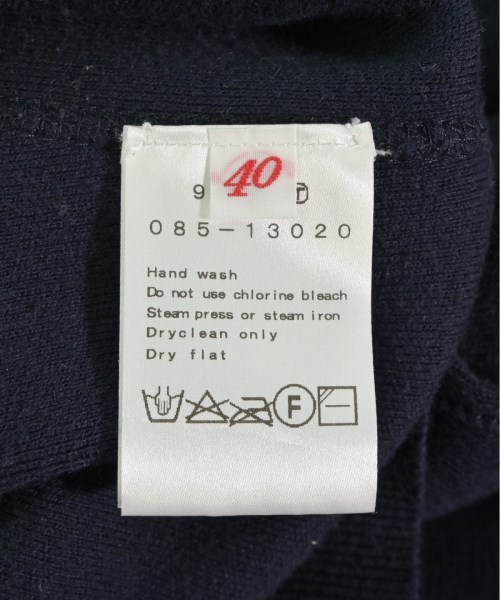 40
9
085-13020
Hand wash
Do not use chlorine bleach
Steam press or steam iron
Dryclean only
Dry flat
F